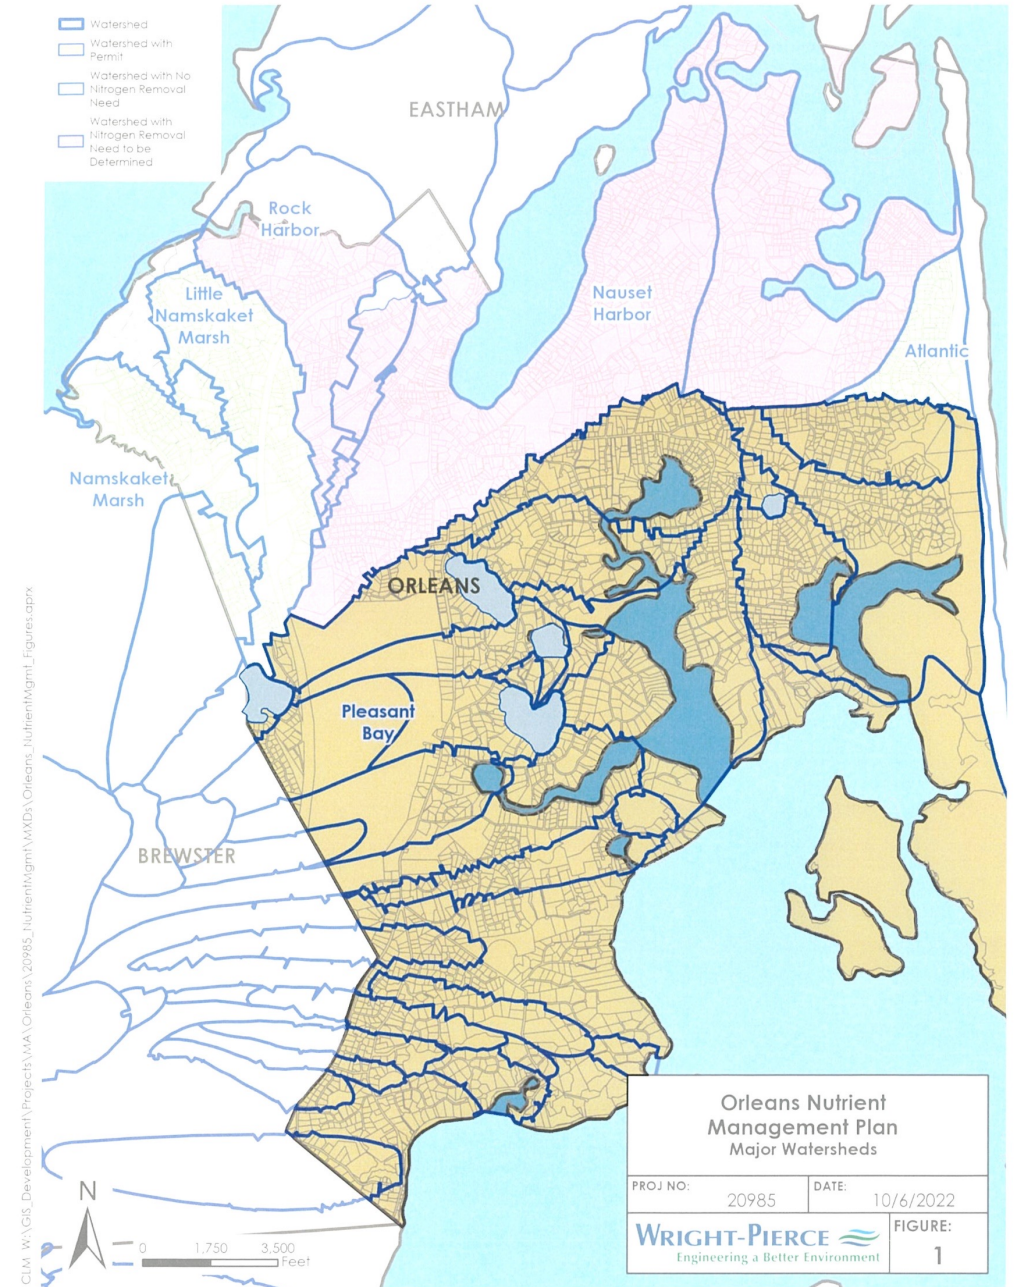 Watershed
Watershed with
Permit
Watershed with No
Nitrogen Removal
Need
Watershed with
Nitrogen Removal
Need to be
Determined
EASTHAM
Rock
Harbor
Little
Namskaket
Marsh
Nauset
Harbor
Atlantic
Namskaket
Marsh
ORLEANS
Pleasant
Bay
BREWSTER
CLM W:\GIS_Development\Projects\MA\Orleans\20985_NutrientMgmt\MXDs\Orleans_NutrientMgmt\Orleans_NutrientMgmt_Figures.aprx
N
0 1,750 3,500
Feet
Orleans Nutrient
Management Plan
Major Watersheds
PROJ NO: 20985
DATE: 10/6/2022
WRIGHT-PIERCE
Engineering a Better Environment
FIGURE:
1